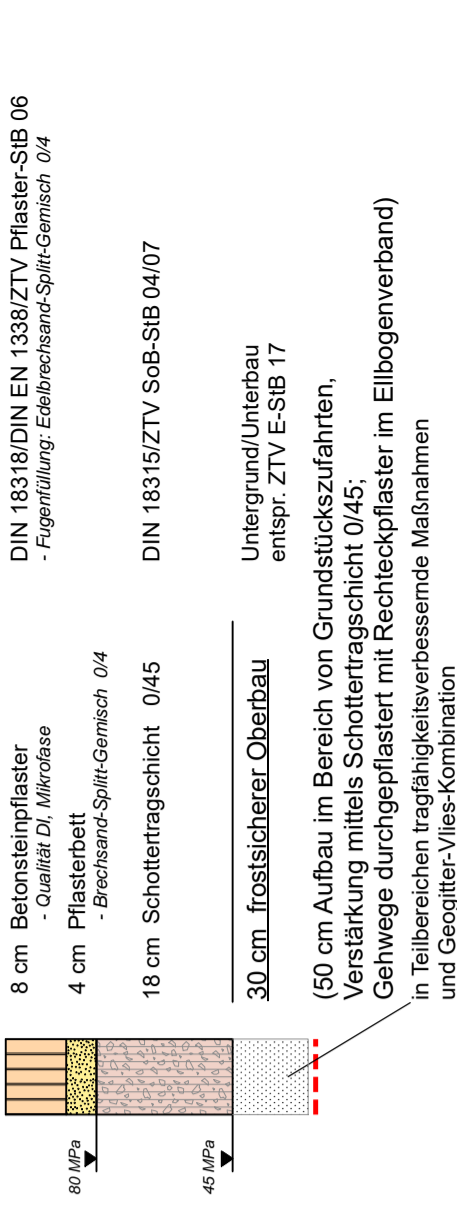 8 cm Betonsteinpflaster
- Qualität DI, Mikrofase
DIN 18318/DIN EN 1338/ZTV Pflaster-StB 06
- Fugenfüllung: Edelbrechsand-Splitt-Gemisch 0/4
4 cm Pflasterbett
- Brechsand-Splitt-Gemisch 0/4
80 MPa
18 cm Schottertragschicht 0/45
DIN 18315/ZTV SoB-StB 04/07
45 MPa
30 cm frostsicherer Oberbau
Untergrund/Unterbau
entspr. ZTV E-StB 17
(50 cm Aufbau im Bereich von Grundstückszufahrten,
Verstärkung mittels Schottertragschicht 0/45;
Gehwege durchgepflastert mit Rechteckpflaster im Ellbogenverband)
in Teilbereichen tragfähigkeitsverbessernde Maßnahmen
und Geogitter-Vlies-Kombination